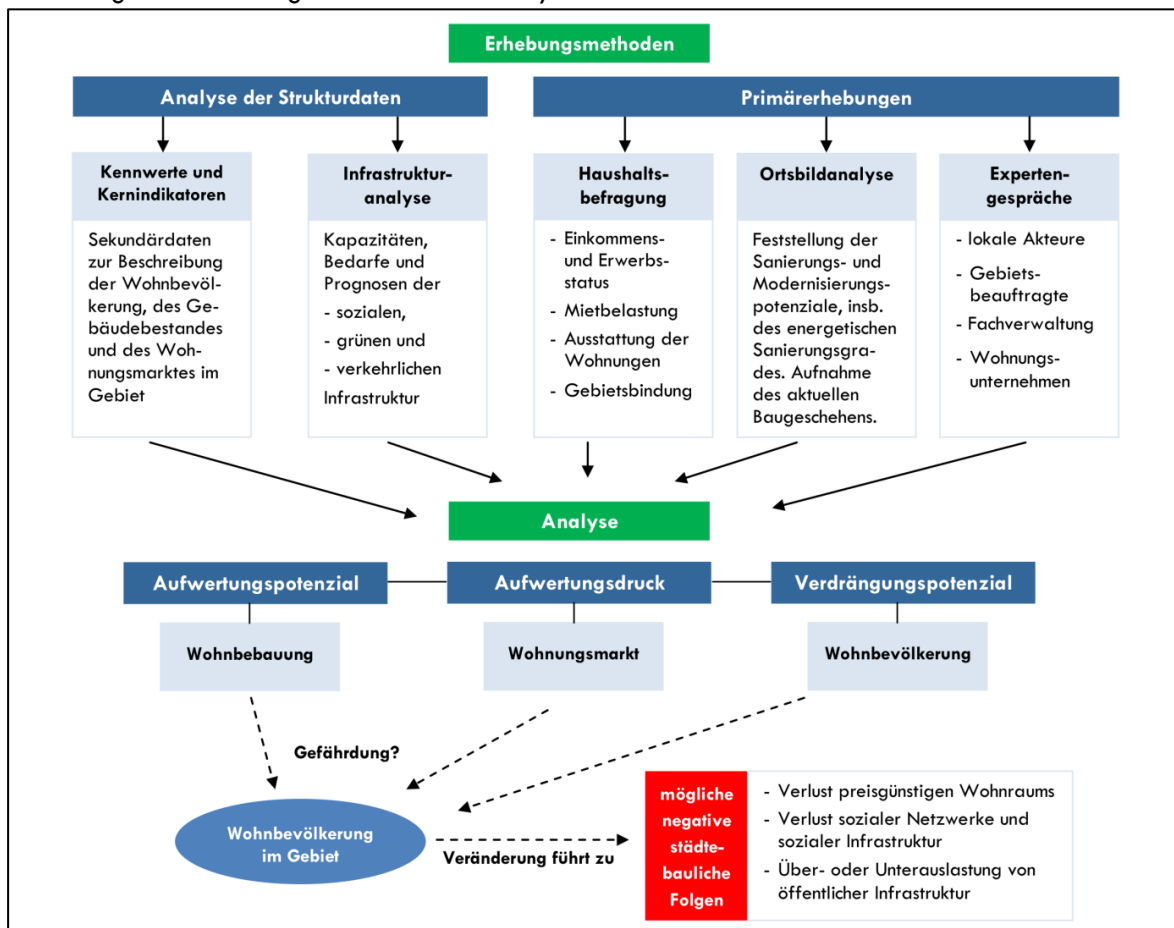 Erhebungsmethoden
Analyse der Strukturdaten
Primärerhebungen
Kennwerte und
Kernindikatoren
Sekundärdaten
zur Beschreibung
der Wohnbevöl-
kerung, des Ge-
bäudebestandes
und des Woh-
nungsmarktes im
Gebiet
Infrastruktur-
analyse
Kapazitäten,
Bedarfe und
Prognosen der
- sozialen,
- grünen und
- verkehrlichen
Infrastruktur
Haushalts-
befragung
- Einkommens-
und Erwerbs-
status
- Mietbelastung
- Ausstattung der
Wohnungen
- Gebietsbindung
Ortsbildanalyse
Feststellung der
Sanierungs- und
Modernisierungs-
potenziale, insb.
des energetischen
Sanierungsgra-
des. Aufnahme
des aktuellen
Baugeschehens.
Experten-
gespräche
- lokale Akteure
- Gebiets-
beauftragte
- Fachverwaltung
- Wohnungs-
unternehmen
Analyse
Aufwertungspotenzial
Aufwertungsdruck
Verdrängungspotenzial
Wohnbebauung
Wohnungsmarkt
Wohnbevölkerung
Gefährdung?
Wohnbevölkerung
im Gebiet
Veränderung führt zu
mögliche
negative
städte-
bauliche
Folgen
- Verlust preisgünstigen Wohnraums
- Verlust sozialer Netzwerke und
sozialer Infrastruktur
- Über- oder Unterauslastung von
öffentlicher Infrastruktur